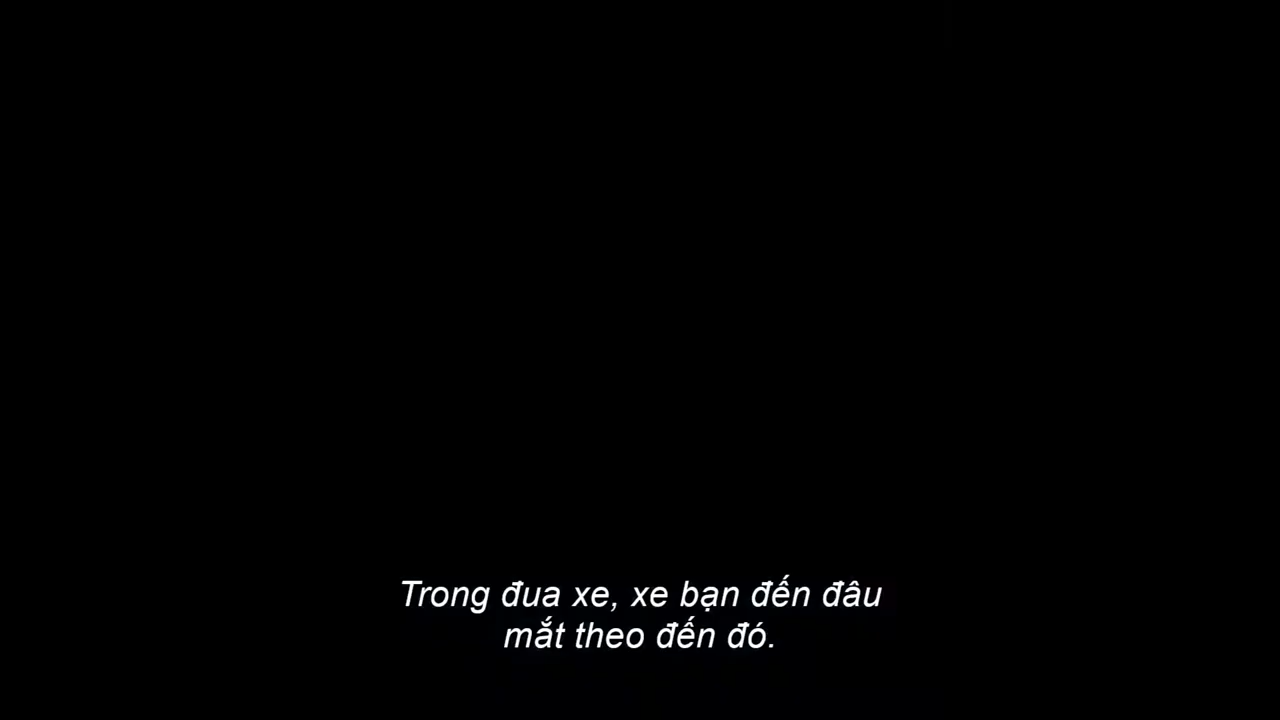 Trong đua xe, xe bạn đến đâu
mắt theo đến đó.